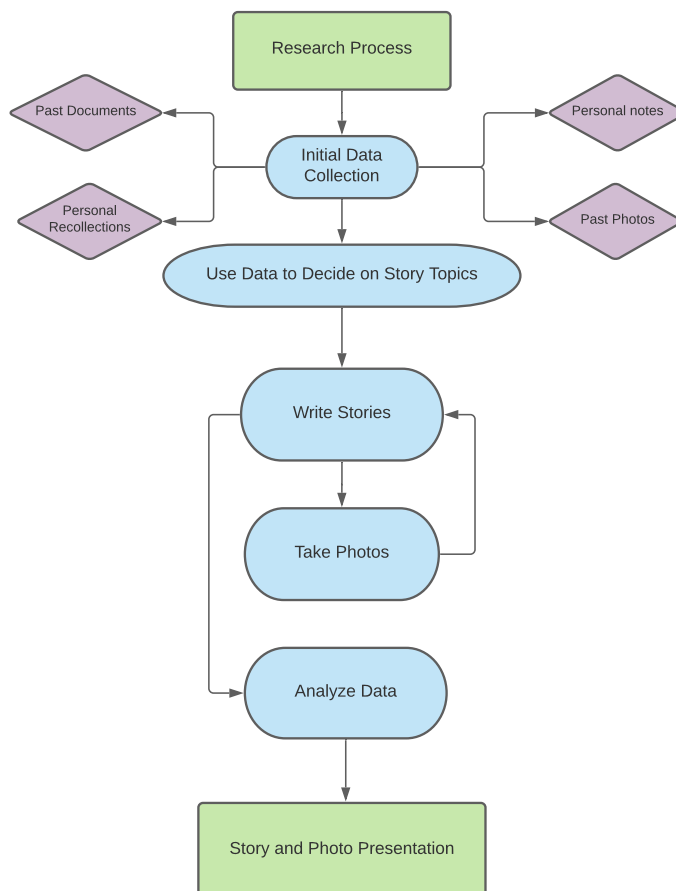 Research Process
Past Documents
Personal notes
Initial Data
Collection
Personal
Recollections
Past Photos
Use Data to Decide on Story Topics
Write Stories
Take Photos
Analyze Data
Story and Photo Presentation